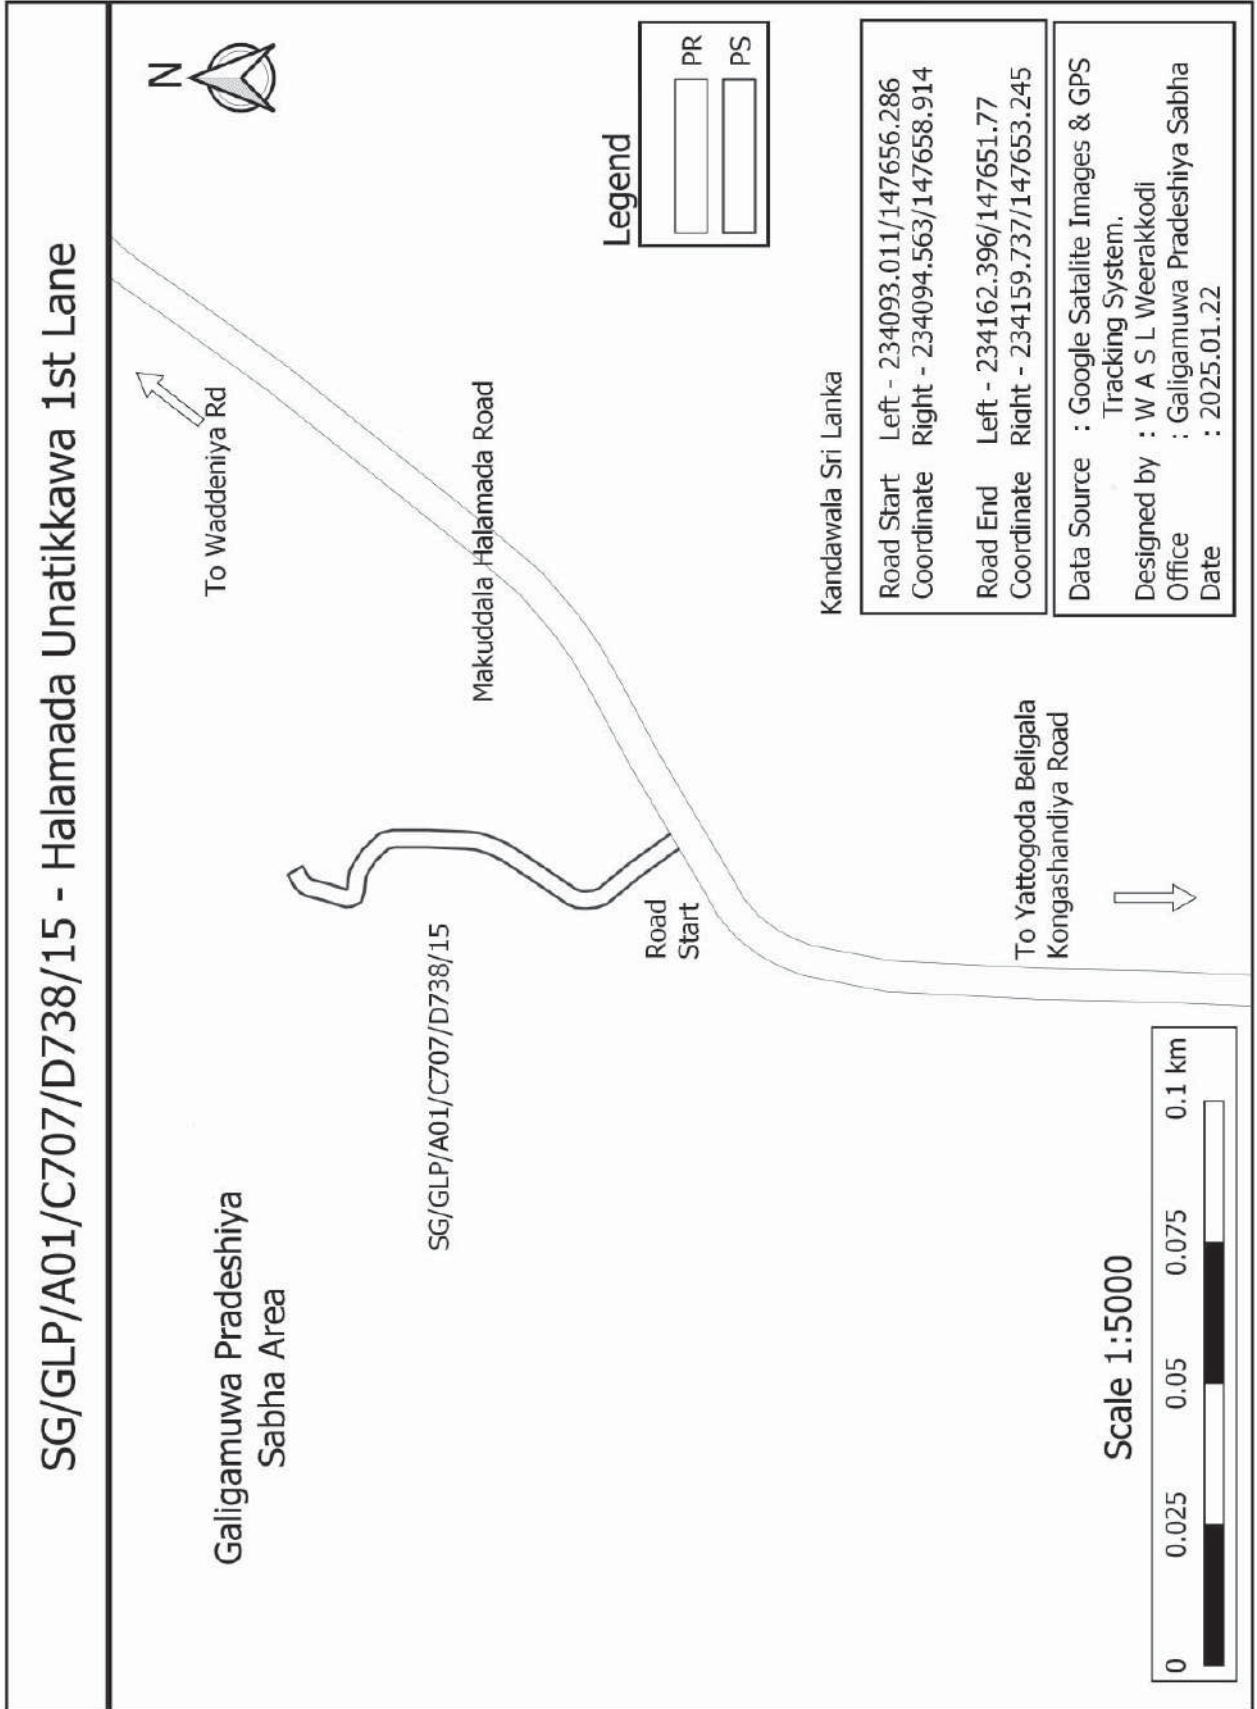 SG/GLP/A01/C707/D738/15 - Halamada Unatikkawa 1st Lane
N
Galigamuwa Pradeshiya
Sabha Area
To Waddeniya Rd
SG/GLP/A01/C707/D738/15
Makuddala Halamada Road
Road
Start
Legend
PR
PS
Kandawala Sri Lanka
Road Start Left - 234093.011/147656.286
Coordinate Right - 234094.563/147658.914
Road End Left - 234162.396/147651.77
Coordinate Right - 234159.737/147653.245
Data Source : Google Satalite Images & GPS
Tracking System.
Designed by : W A S L Weerakkodi
Office : Galigamuwa Pradeshiya Sabha
Date : 2025.01.22
To Yattogoda Beligala
Kongashandiya Road
Scale 1:5000
0 0.025 0.05 0.075 0.1 km